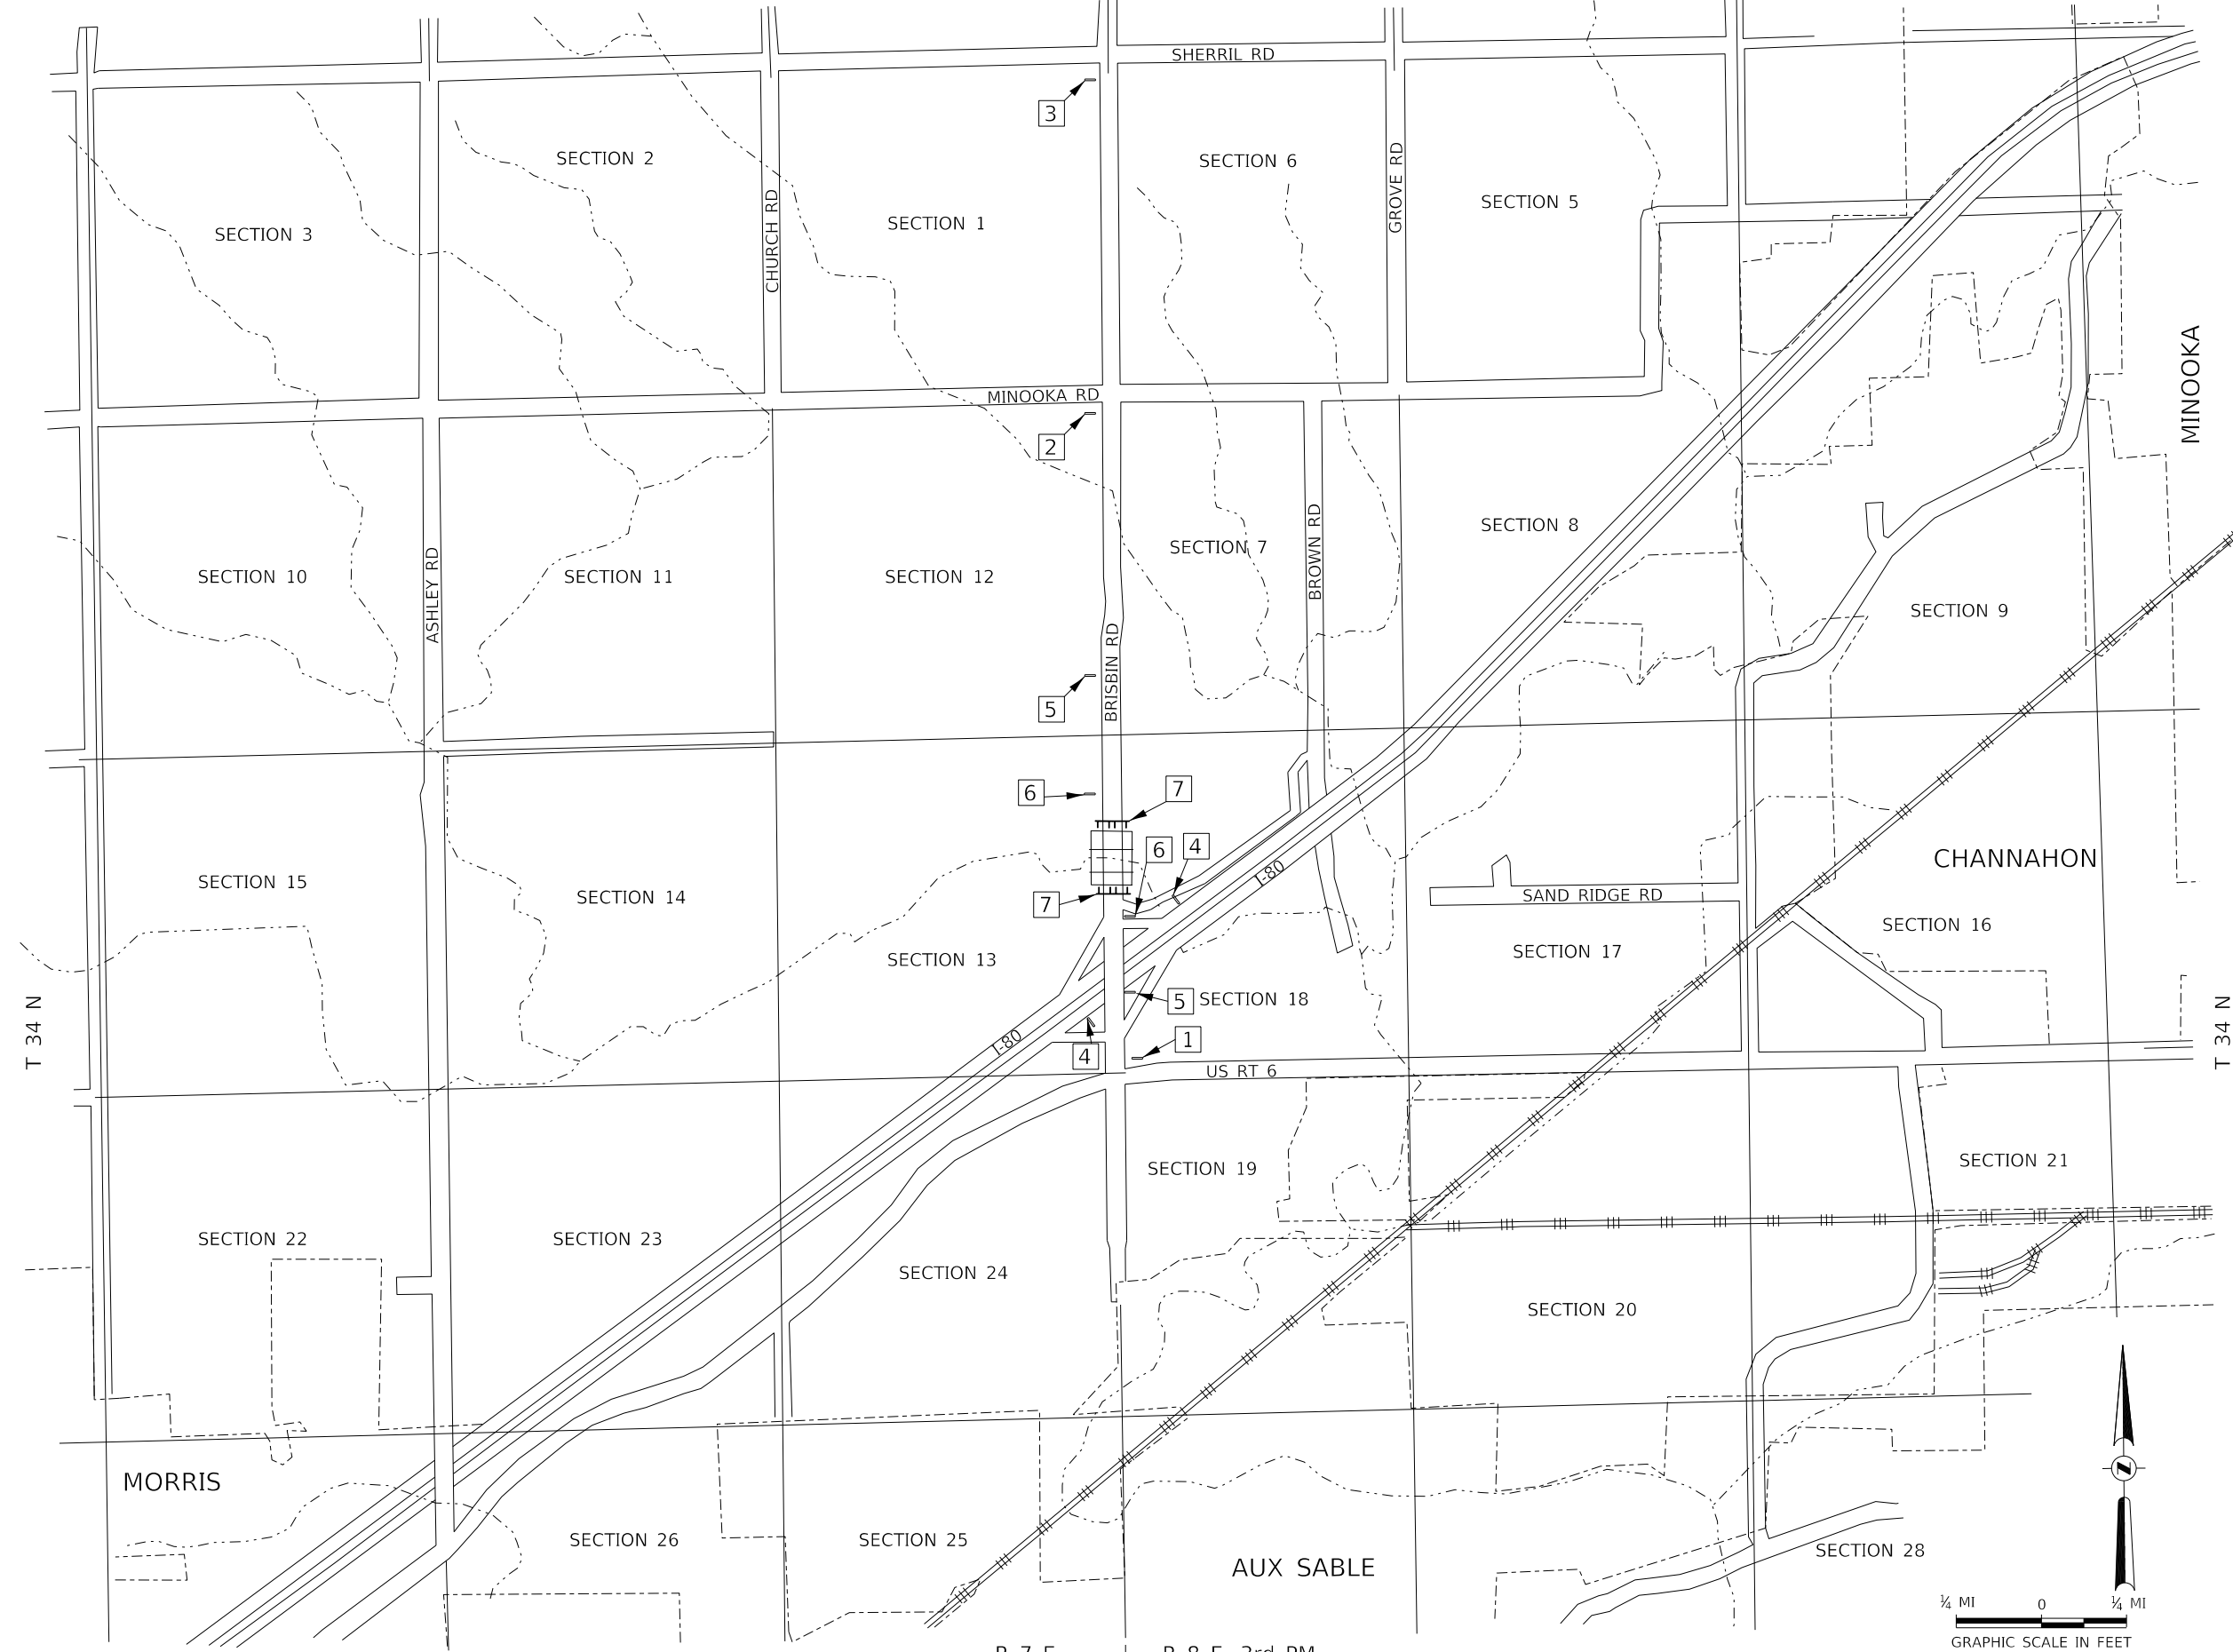 SHERRIL RD
3
SECTION 2
SECTION 6
GROVE RD
SECTION 5
CHURCH RD
SECTION 1
SECTION 3
MINOOKA
MINOOKA RD
2
SECTION 8
BROWN RD
SECTION 7
SECTION 10
SECTION 11
SECTION 12
ASHLEY RD
SECTION 9
BRISBIN RD
5
6
7
4
6
CHANNAHON
I-80
SECTION 15
SECTION 14
7
SAND RIDGE RD
SECTION 16
SECTION 17
SECTION 13
5
SECTION 18
T 34 N
T 34 N
I-80
1
4
US RT 6
SECTION 19
SECTION 21
SECTION 22
SECTION 23
SECTION 24
SECTION 20
MORRIS
SECTION 26
SECTION 25
SECTION 28
AUX SABLE
¼ MI 0 ¼ MI
GRAPHIC SCALE IN FEET
R 7 E R 8 E 3rd PM